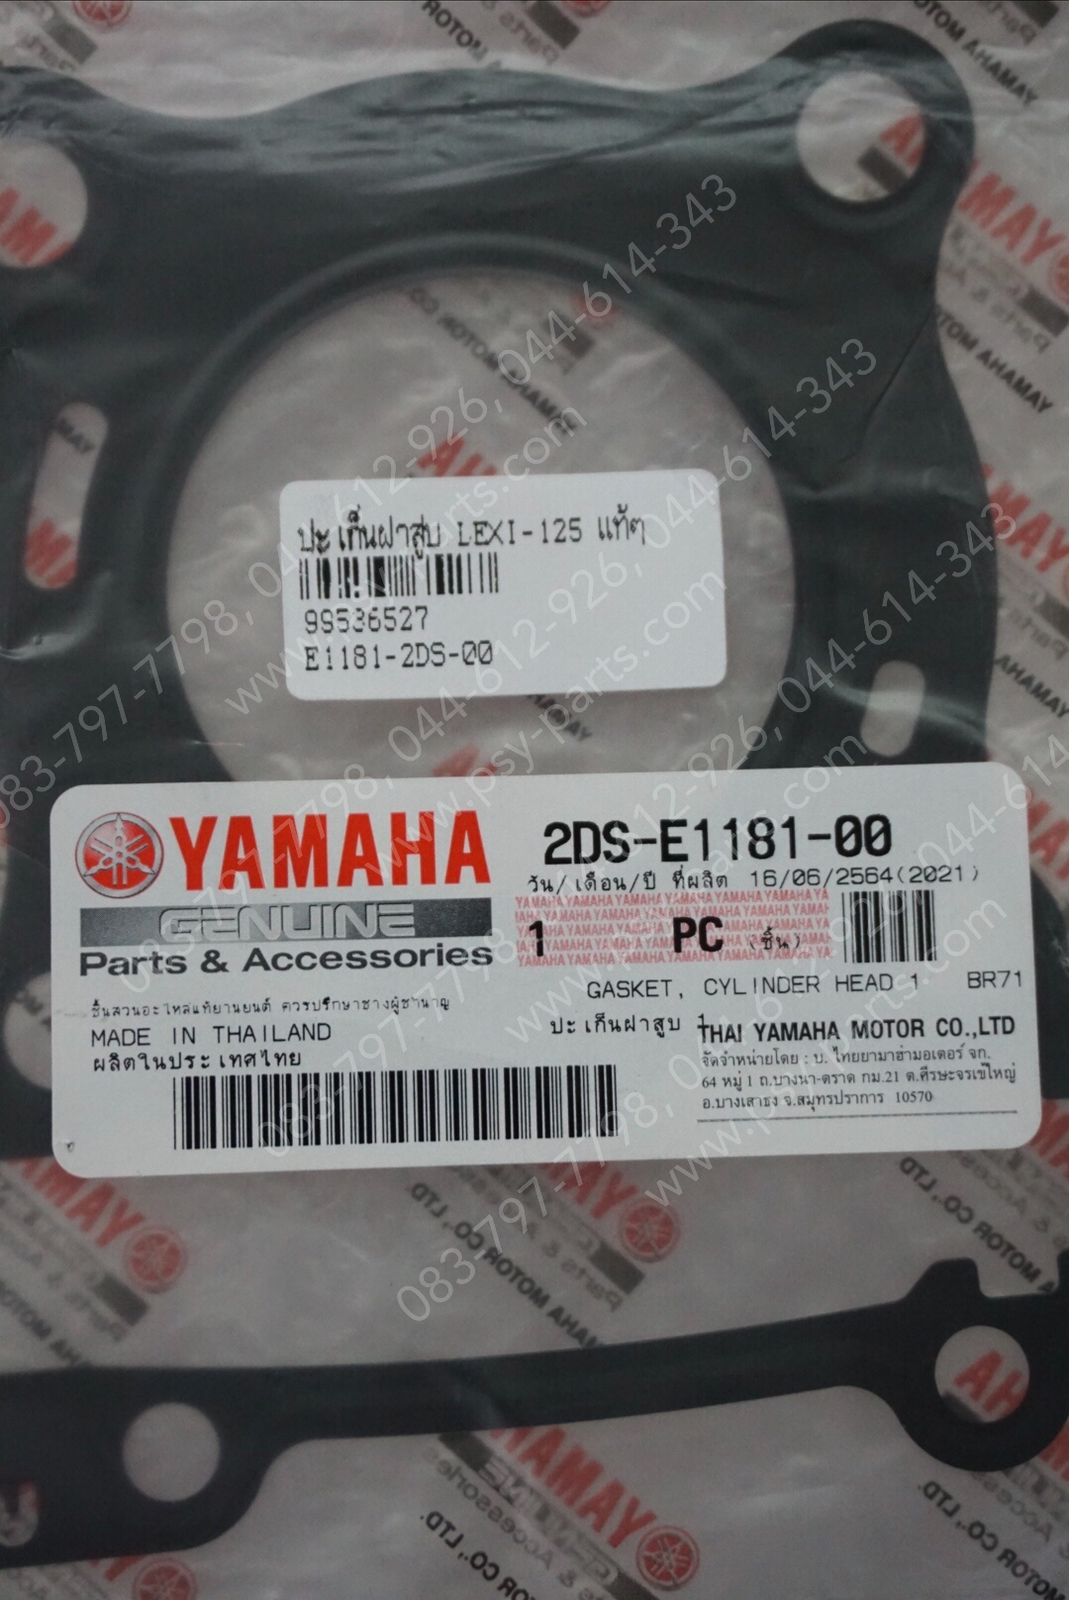 ปะเก็นฝาสูบ LEXI-125 แท้ๆ
99536527
E1181-2DS-00
YAMAHA
GENUINE
Parts & Accessories
2DS-E1181-00
วัน/เดือน/ปี ที่ผลิต 16/06/2564(2021)
1 PC (ชิ้น)
GASKET, CYLINDER HEAD 1 BR71
ปะเก็นฝาสูบ 1
ชิ้นส่วนอะไหล่แท้ยานยนต์ ควรปรึกษาช่างผู้ชำนาญ
MADE IN THAILAND
ผลิตในประเทศไทย
THAI YAMAHA MOTOR CO.,LTD
จัดจำหน่ายโดย : บ. ไทยยามาฮ่ามอเตอร์ จก.
64 หมู่ 1 ถ.บางนา-ตราด กม.21 ต.ศีรษะจรเข้ใหญ่
อ.บางเสาธง จ.สมุทรปราการ 10570
083-797-7798, 044-612-926, 044-614-343
www.psy-parts.com